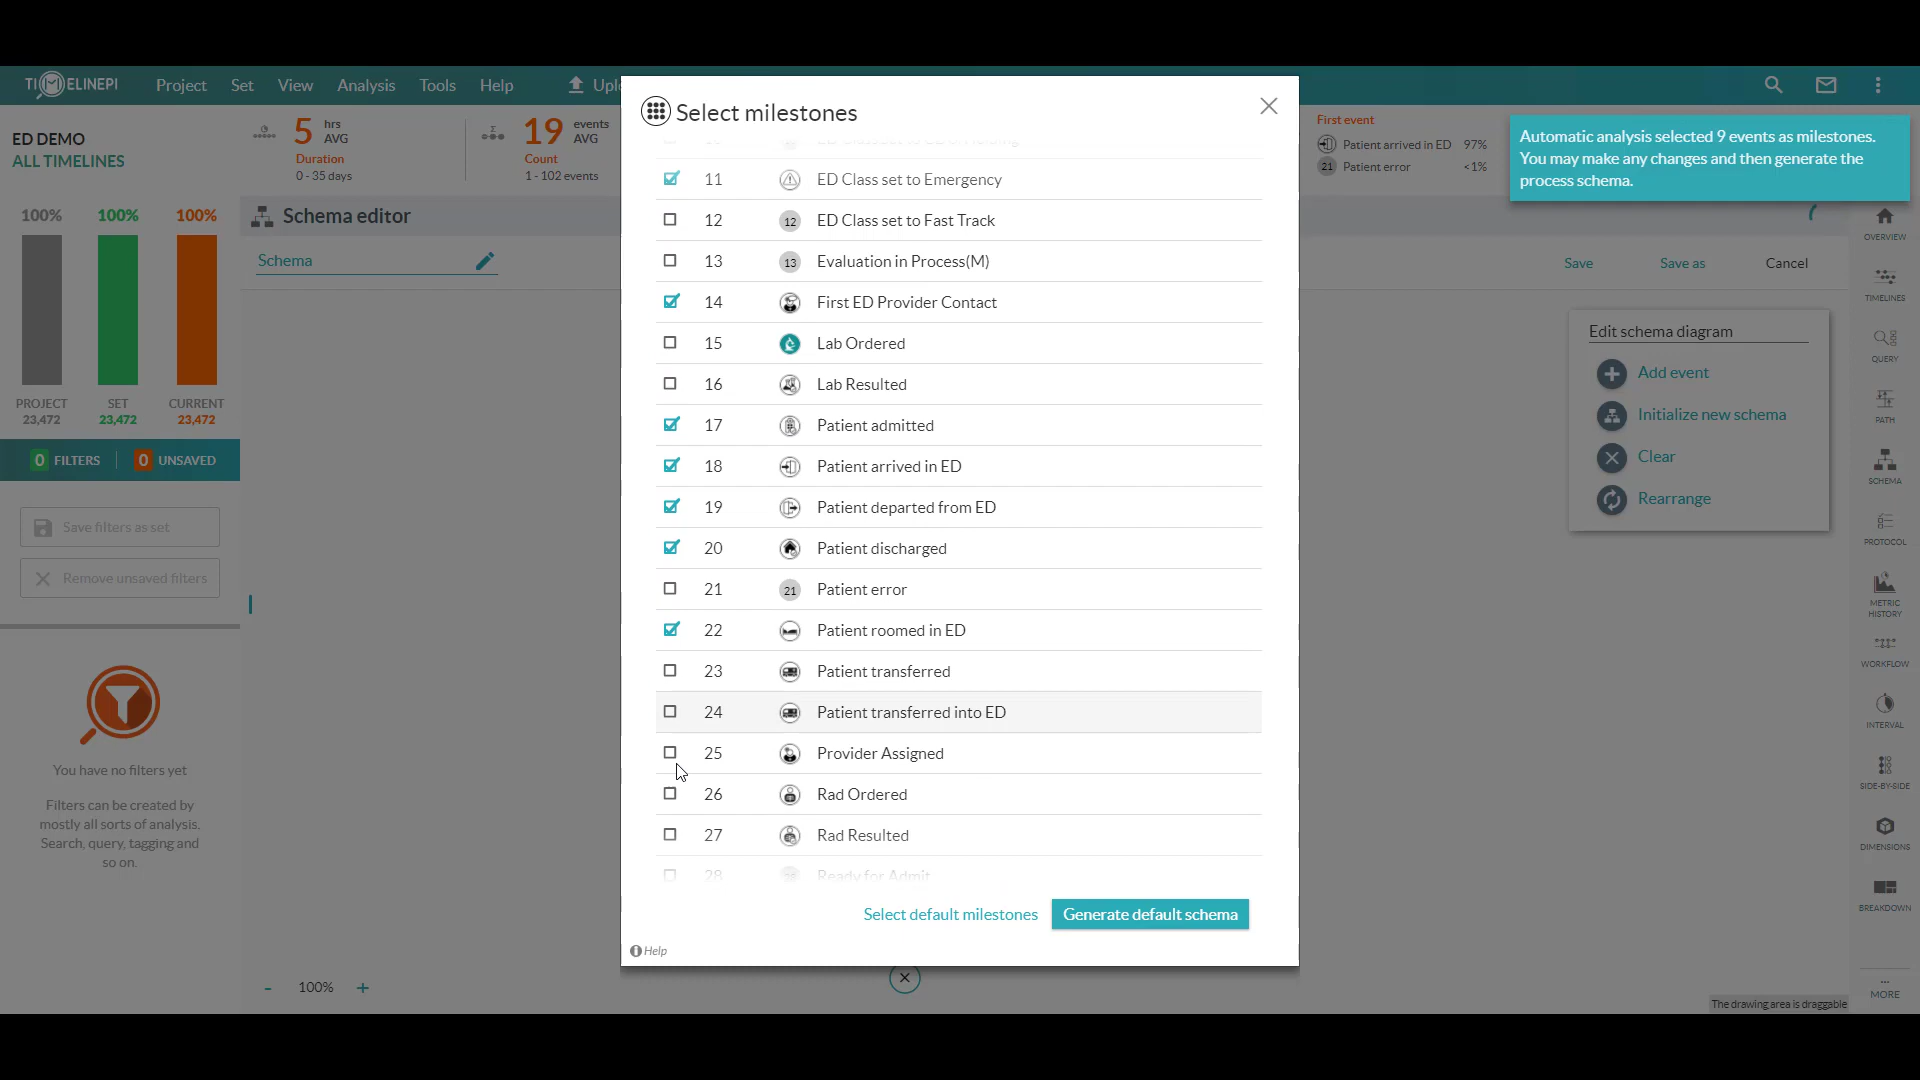 TIMELINEPI
Project Set View Analysis Tools Help
ED DEMO
ALL TIMELINES
5 hrs AVG
Duration
0 - 35 days
19 events AVG
Count
1 - 102 events
First event
Patient arrived in ED 97%
21 Patient error <1%
Automatic analysis selected 9 events as milestones.
You may make any changes and then generate the
process schema.
100% 100% 100%
PROJECT SET CURRENT
23,472 23,472 23,472
0 FILTERS 0 UNSAVED
Save filters as set
Remove unsaved filters
You have no filters yet
Filters can be created by
mostly all sorts of analysis.
Search, query, tagging and
so on.
Schema editor
Schema
Save Save as Cancel
Select milestones
11 ED Class set to Emergency
12 12 ED Class set to Fast Track
13 13 Evaluation in Process(M)
14 First ED Provider Contact
15 Lab Ordered
16 Lab Resulted
17 Patient admitted
18 Patient arrived in ED
19 Patient departed from ED
20 Patient discharged
21 21 Patient error
22 Patient roomed in ED
23 Patient transferred
24 Patient transferred into ED
25 Provider Assigned
26 Rad Ordered
27 Rad Resulted
28 Ready for Admit
Select default milestones Generate default schema
Help
Edit schema diagram
Add event
Initialize new schema
Clear
Rearrange
OVERVIEW
TIMELINES
QUERY
PATH
SCHEMA
PROTOCOL
METRIC
HISTORY
WORKFLOW
INTERVAL
SIDE-BY-SIDE
DIMENSIONS
BREAKDOWN
MORE
- 100% +
The drawing area is draggable